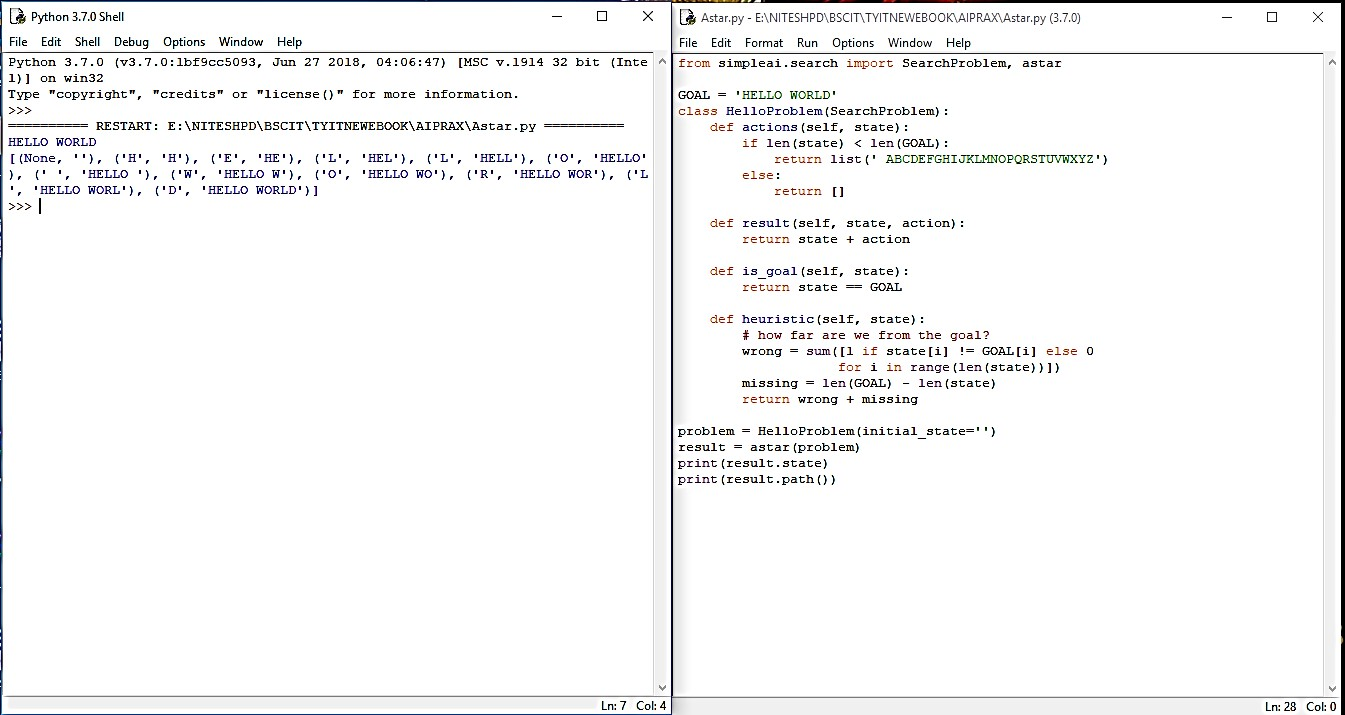 Python 3.7.0 Shell
File Edit Shell Debug Options Window Help
Python 3.7.0 (v3.7.0:1bf9cc5093, Jun 27 2018, 04:06:47) [MSC v.1914 32 bit (Inte
l)] on win32
Type "copyright", "credits" or "license()" for more information.
>>>
========== RESTART: E:\NITESHPD\BSCIT\TYITNEWEBOOK\AIPRAX\Astar.py ==========
HELLO WORLD
[(None, ''), ('H', 'H'), ('E', 'HE'), ('L', 'HEL'), ('L', 'HELL'), ('O', 'HELLO'
), (' ', 'HELLO '), ('W', 'HELLO W'), ('O', 'HELLO WO'), ('R', 'HELLO WOR'), ('L
', 'HELLO WORL'), ('D', 'HELLO WORLD')]
>>>
Ln: 7 Col: 4
Astar.py - E:\NITESHPD\BSCIT\TYITNEWEBOOK\AIPRAX\Astar.py (3.7.0)
File Edit Format Run Options Window Help
from simpleai.search import SearchProblem, astar
GOAL = 'HELLO WORLD'
class HelloProblem(SearchProblem):
    def actions(self, state):
        if len(state) < len(GOAL):
            return list(' ABCDEFGHIJKLMNOPQRSTUVWXYZ')
        else:
            return []
    def result(self, state, action):
        return state + action
    def is_goal(self, state):
        return state == GOAL
    def heuristic(self, state):
        # how far are we from the goal?
        wrong = sum([1 if state[i] != GOAL[i] else 0
                    for i in range(len(state))])
        missing = len(GOAL) - len(state)
        return wrong + missing
problem = HelloProblem(initial_state='')
result = astar(problem)
print(result.state)
print(result.path())
Ln: 28 Col: 0